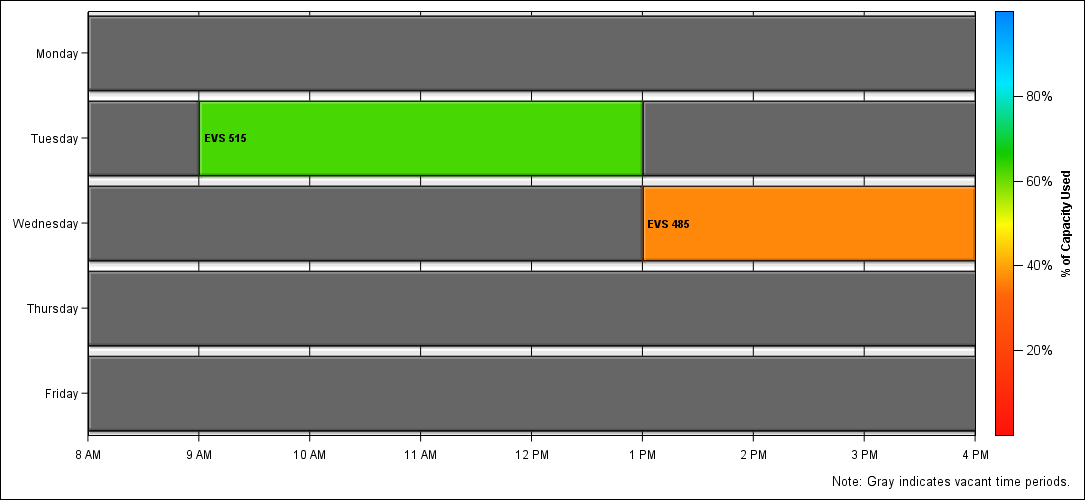 Monday
Tuesday
EVS 515
Wednesday
EVS 485
Thursday
Friday
8 AM 9 AM 10 AM 11 AM 12 PM 1 PM 2 PM 3 PM 4 PM
80%
60%
40%
20%
% of Capacity Used
Note: Gray indicates vacant time periods.